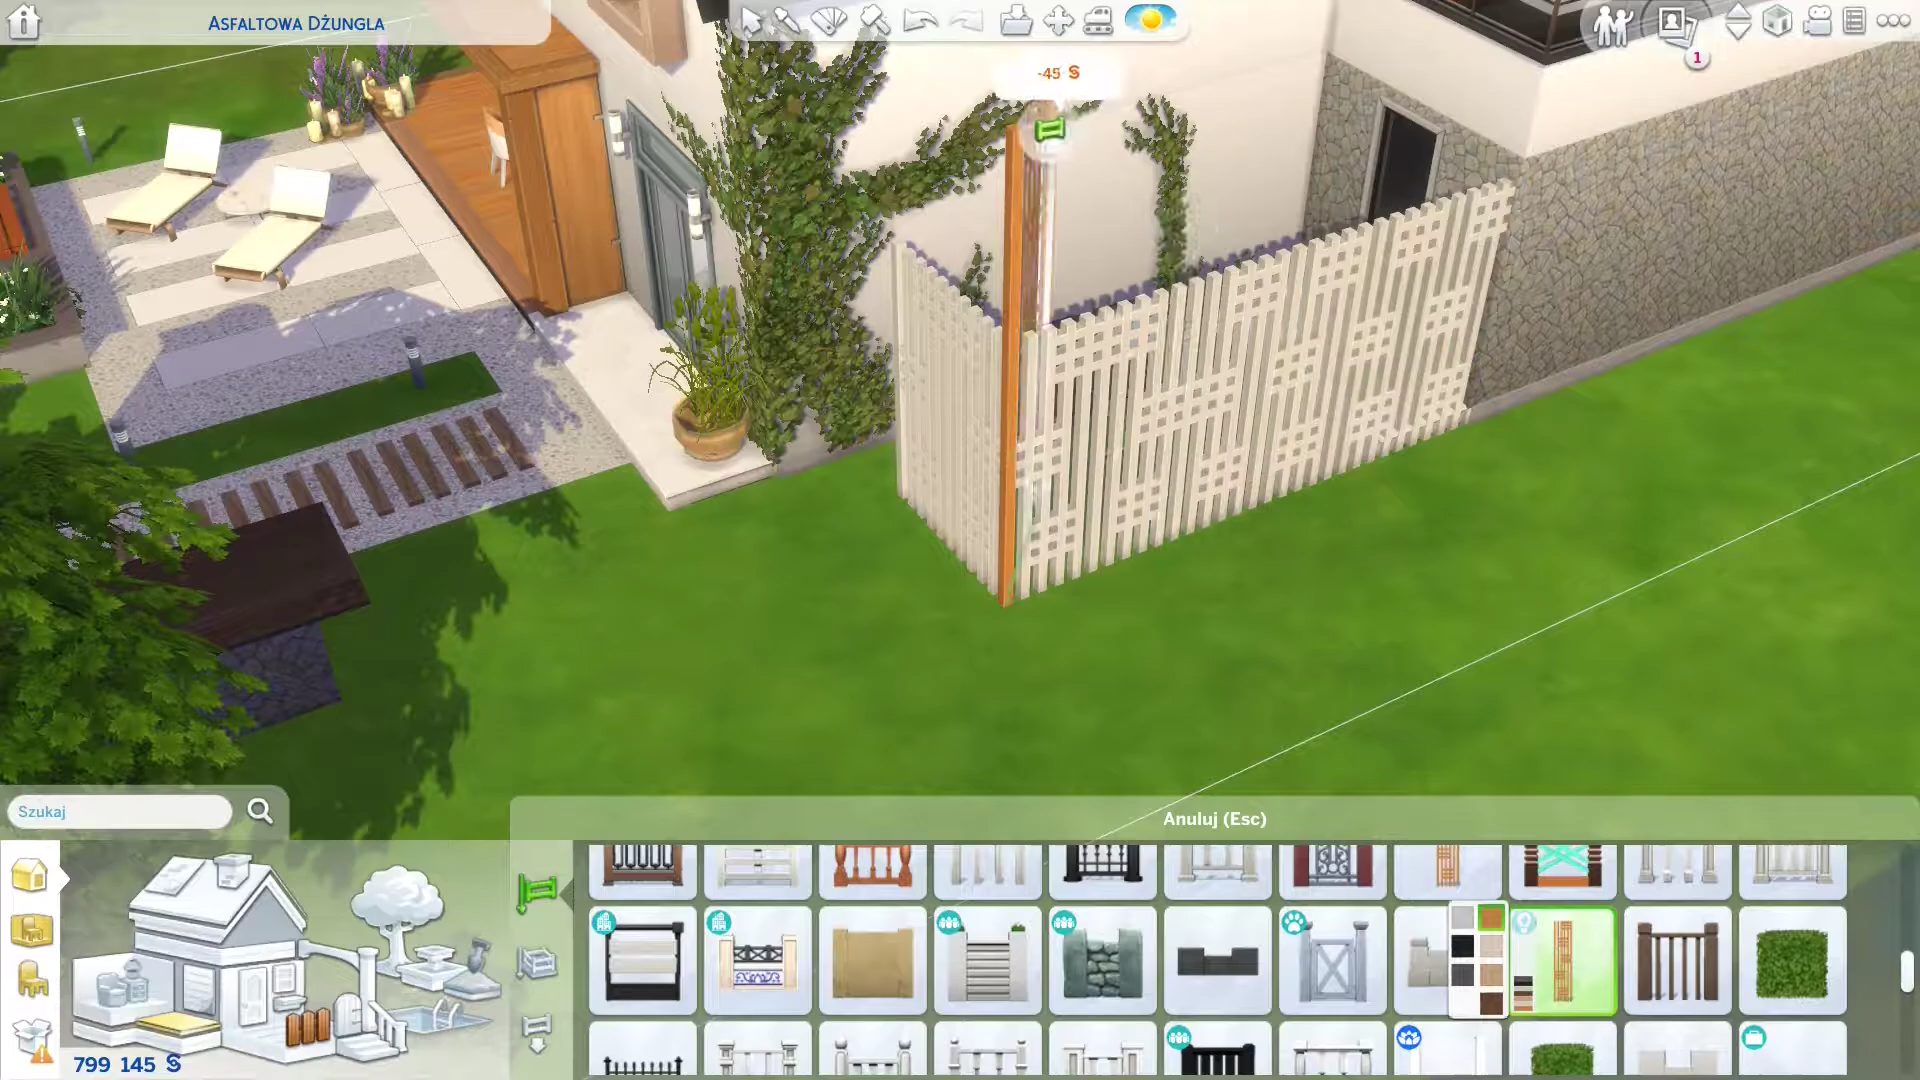 Asfaltowa Dżungla
-45 §
1
Szukaj
Anuluj (Esc)
799 145 §